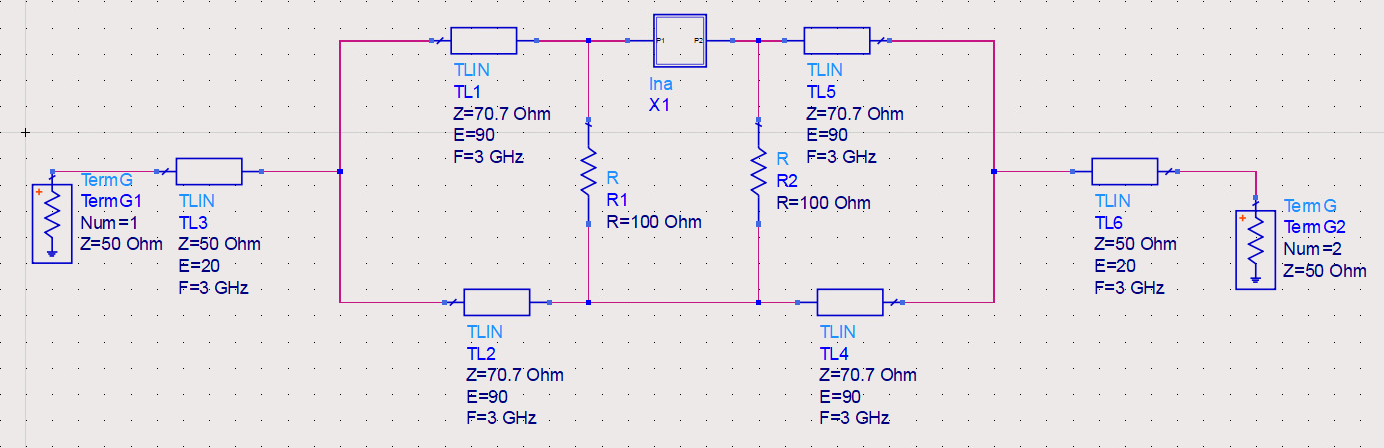 P1 P2
lna
X1
TLIN
TL1
Z=70.7 Ohm
E=90
F=3 GHz
TLIN
TL5
Z=70.7 Ohm
E=90
F=3 GHz
R
R1
R=100 Ohm
R
R2
R=100 Ohm
+
TermG
TermG1
Num=1
Z=50 Ohm
TLIN
TL3
Z=50 Ohm
E=20
F=3 GHz
TLIN
TL6
Z=50 Ohm
E=20
F=3 GHz
+
TermG
TermG2
Num=2
Z=50 Ohm
TLIN
TL2
Z=70.7 Ohm
E=90
F=3 GHz
TLIN
TL4
Z=70.7 Ohm
E=90
F=3 GHz